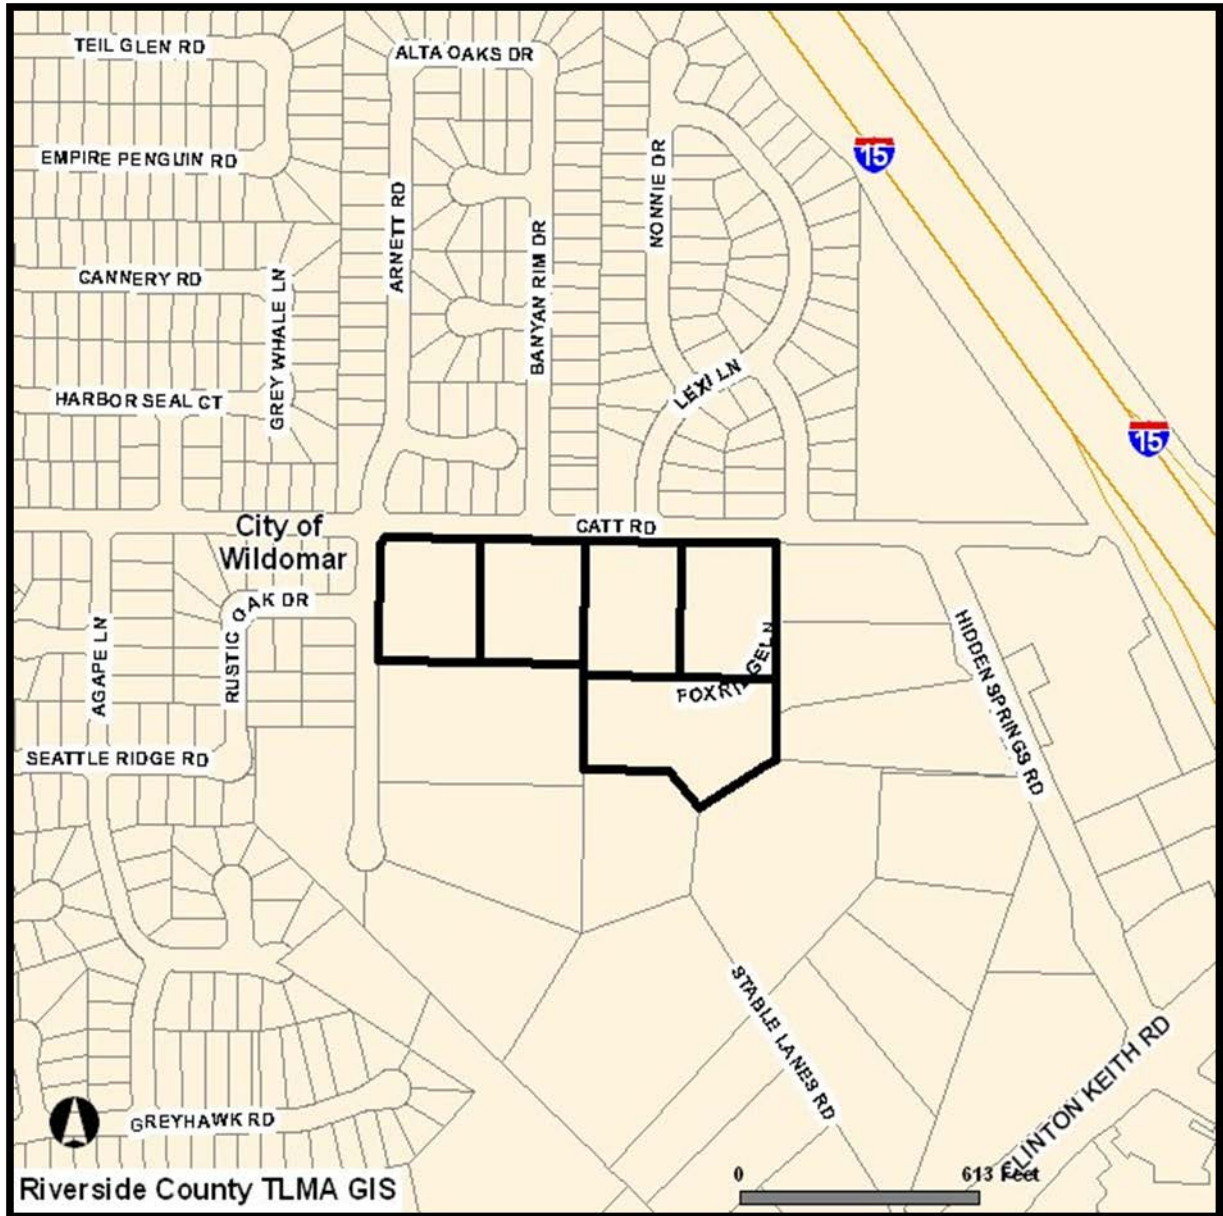 TEIL GLEN RD
ALTA OAKS DR
EMPIRE PENGUIN RD
NONNIE DR
15
ARNETT RD
BANYAN RIM DR
CANNERY RD
GREY WHALE LN
LEXI LN
HARBOR SEAL CT
15
CATT RD
City of
Wildomar
OAK DR
RUSTIC
AGAPE LN
FOXRIDGE LN
HIDDEN SPRINGS RD
SEATTLE RIDGE RD
STABLE LANES RD
CLINTON KEITH RD
GREYHAWK RD
Riverside County TLMA GIS
0
613 Feet